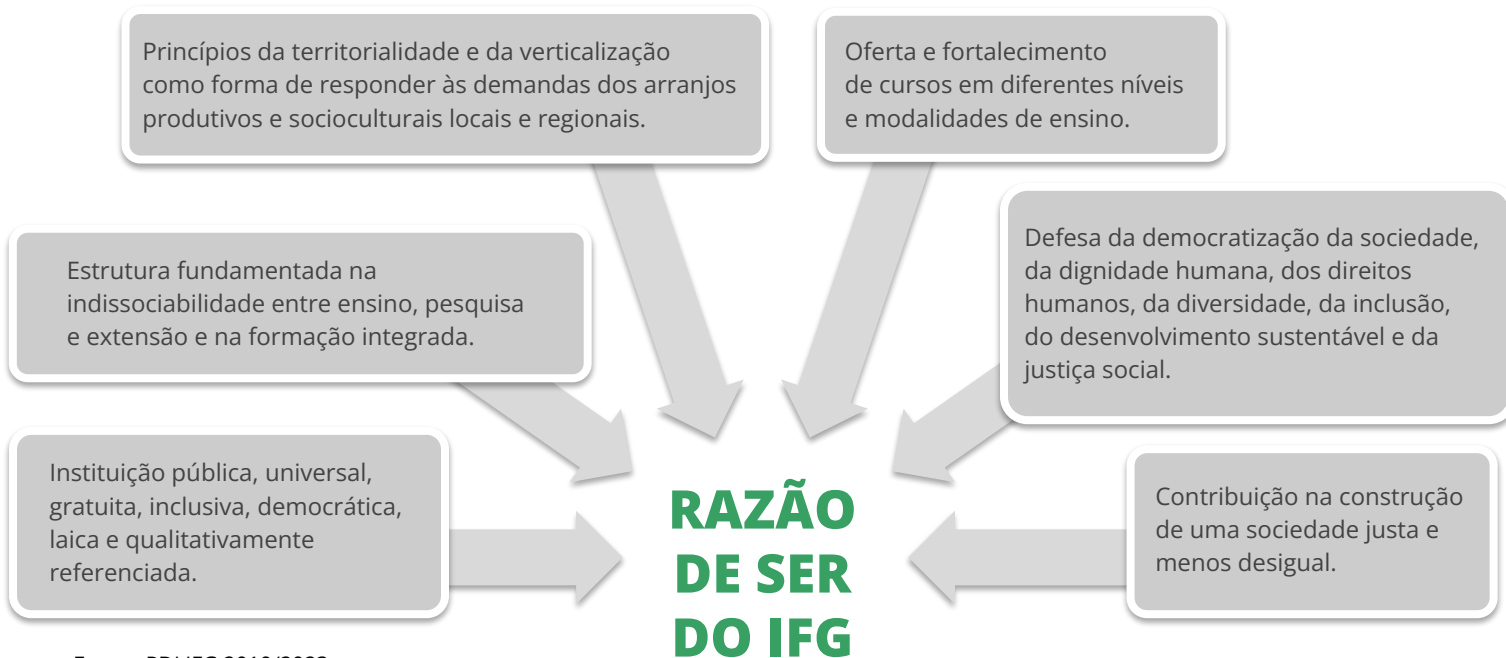 Princípios da territorialidade e da verticalização
como forma de responder às demandas dos arranjos
produtivos e socioculturais locais e regionais.
Oferta e fortalecimento
de cursos em diferentes níveis
e modalidades de ensino.
Estrutura fundamentada na
indissociabilidade entre ensino, pesquisa
e extensão e na formação integrada.
Defesa da democratização da sociedade,
da dignidade humana, dos direitos
humanos, da diversidade, da inclusão,
do desenvolvimento sustentável e da
justiça social.
Instituição pública, universal,
gratuita, inclusiva, democrática,
laica e qualitativamente
referenciada.
Contribuição na construção
de uma sociedade justa e
menos desigual.
RAZÃO
DE SER
DO IFG